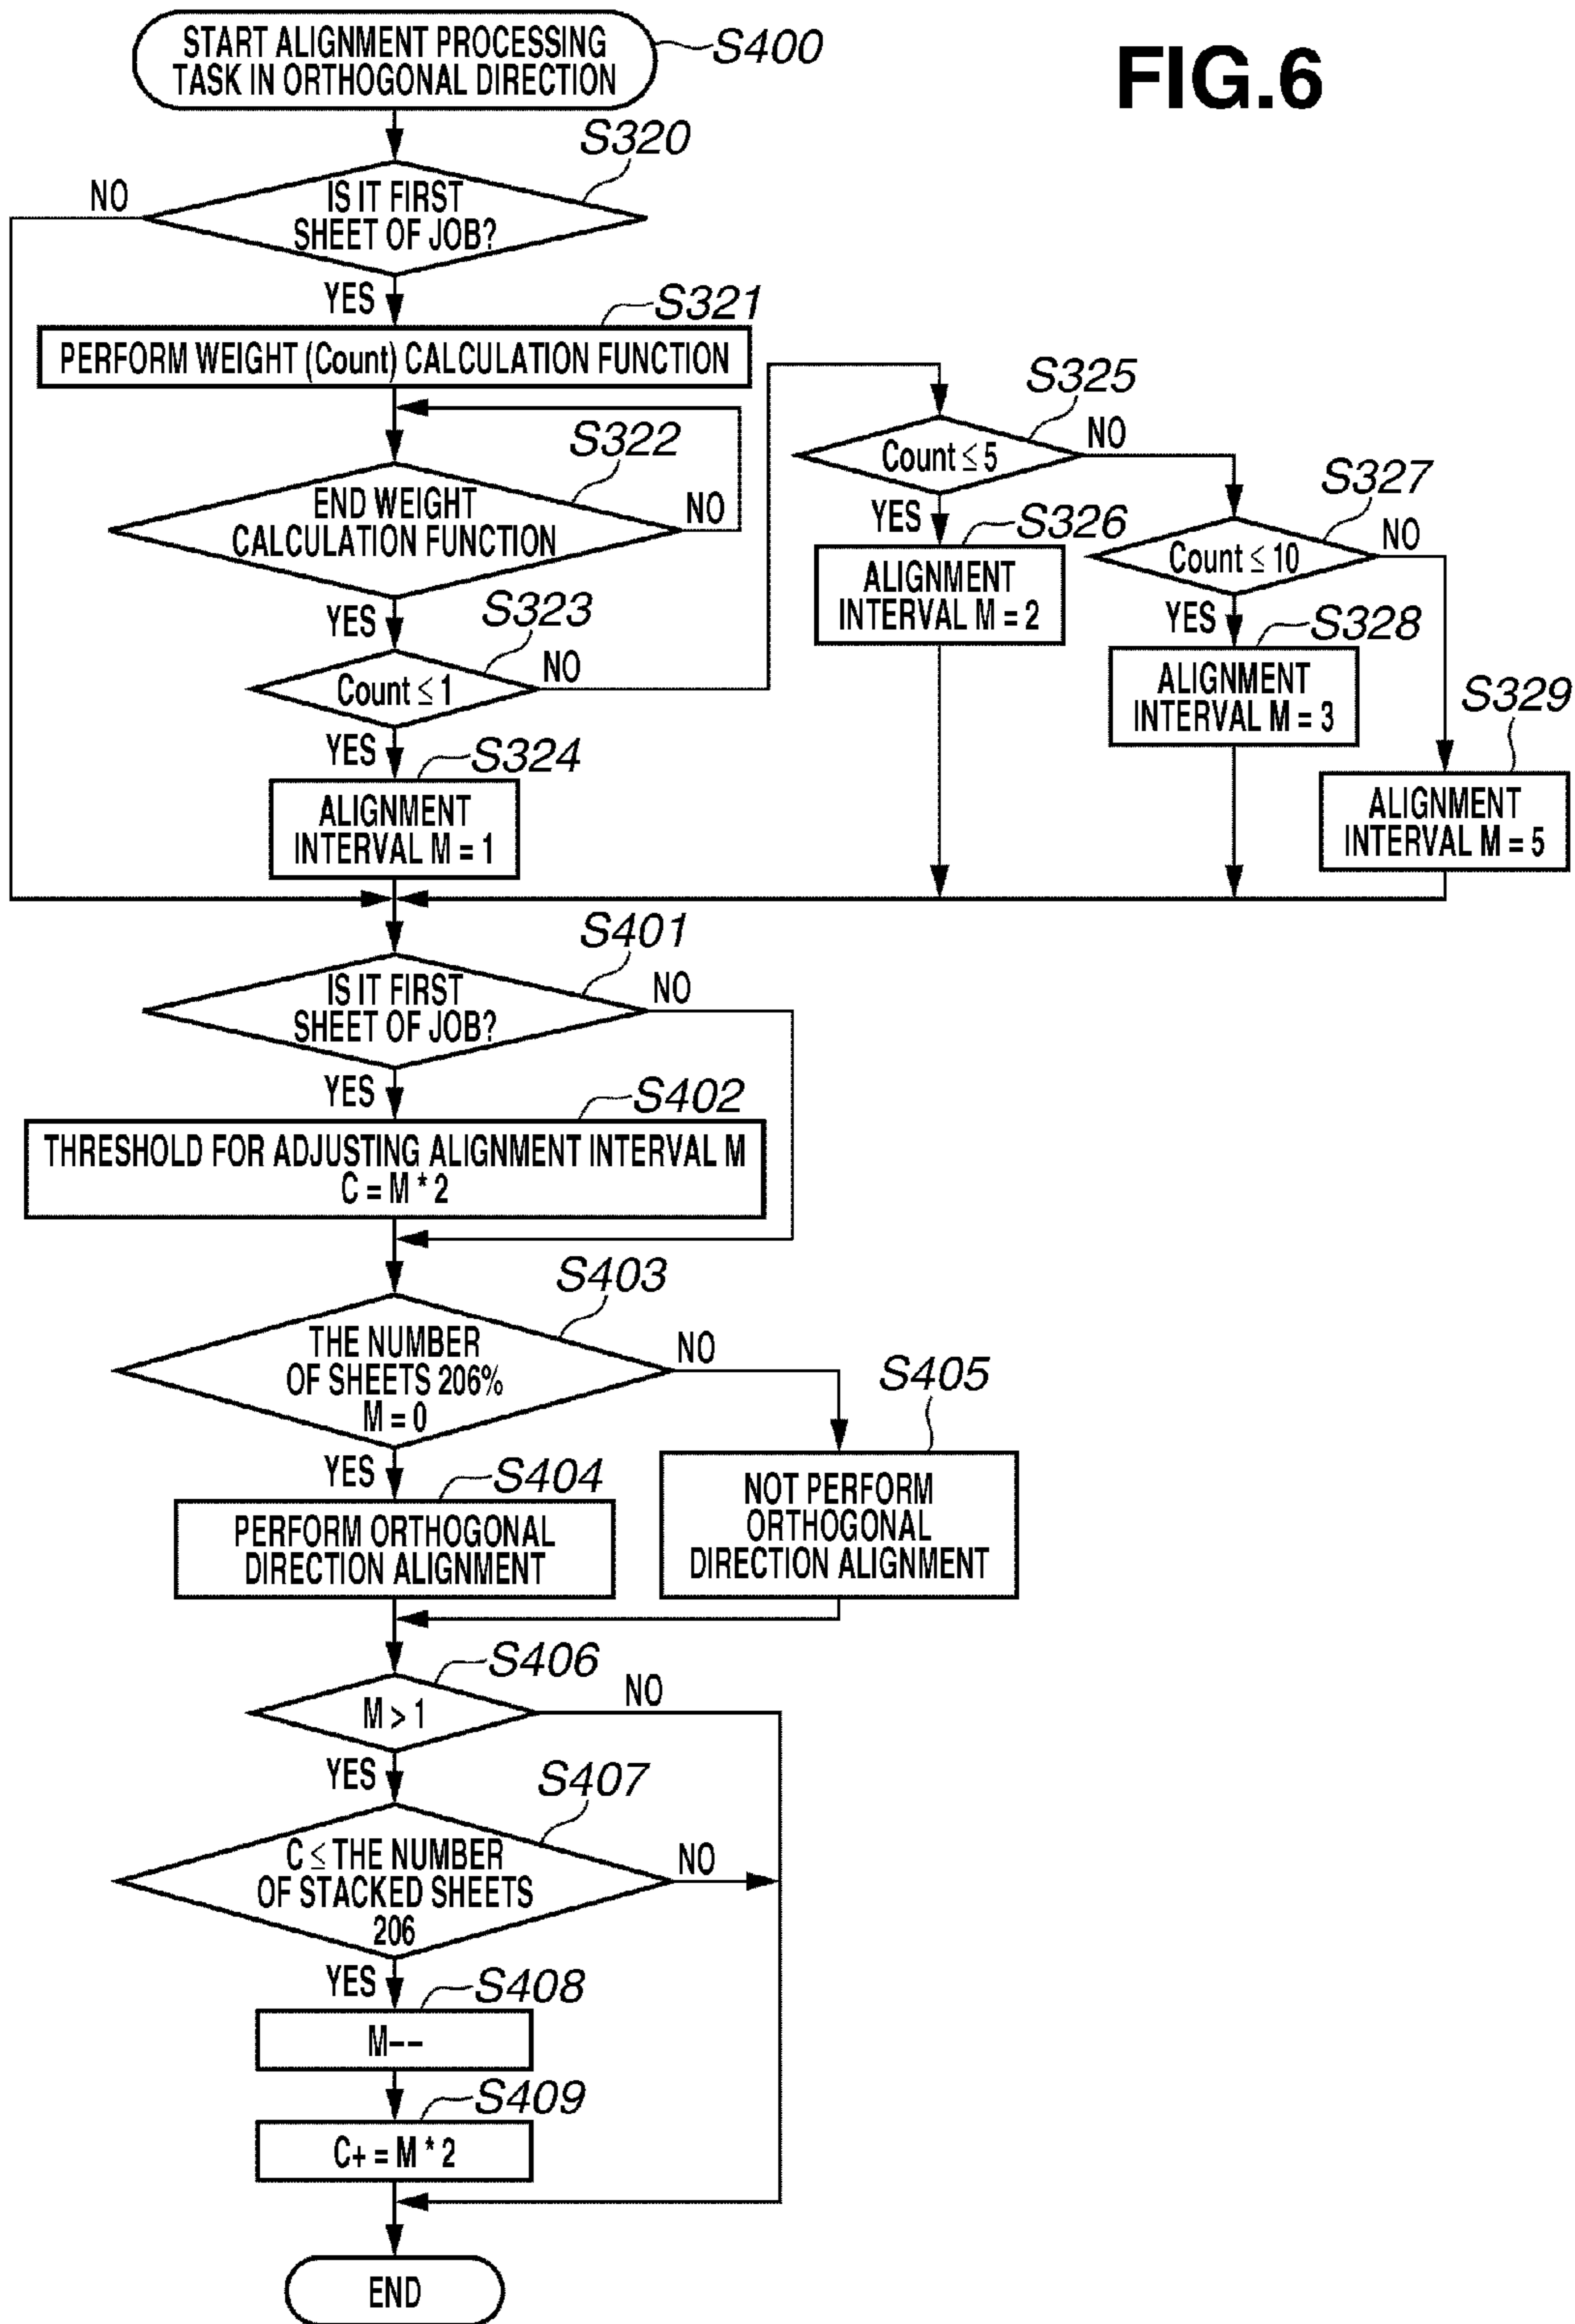 FIG.6
START ALIGNMENT PROCESSING
TASK IN ORTHOGONAL DIRECTION
S400
S320
IS IT FIRST
SHEET OF JOB?
NO
YES
S321
PERFORM WEIGHT (Count) CALCULATION FUNCTION
S322
END WEIGHT
CALCULATION FUNCTION
NO
YES
S323
Count ≤ 1
NO
YES
S324
ALIGNMENT
INTERVAL M = 1
S325
Count ≤ 5
NO
YES
S326
ALIGNMENT
INTERVAL M = 2
S327
Count ≤ 10
NO
YES
S328
ALIGNMENT
INTERVAL M = 3
S329
ALIGNMENT
INTERVAL M = 5
S401
IS IT FIRST
SHEET OF JOB?
NO
YES
S402
THRESHOLD FOR ADJUSTING ALIGNMENT INTERVAL M
C = M * 2
S403
THE NUMBER
OF SHEETS 206%
M = 0
NO
YES
S404
PERFORM ORTHOGONAL
DIRECTION ALIGNMENT
S405
NOT PERFORM
ORTHOGONAL
DIRECTION ALIGNMENT
S406
M > 1
NO
YES
S407
C ≤ THE NUMBER
OF STACKED SHEETS
206
NO
YES
S408
M--
S409
C+ = M * 2
END